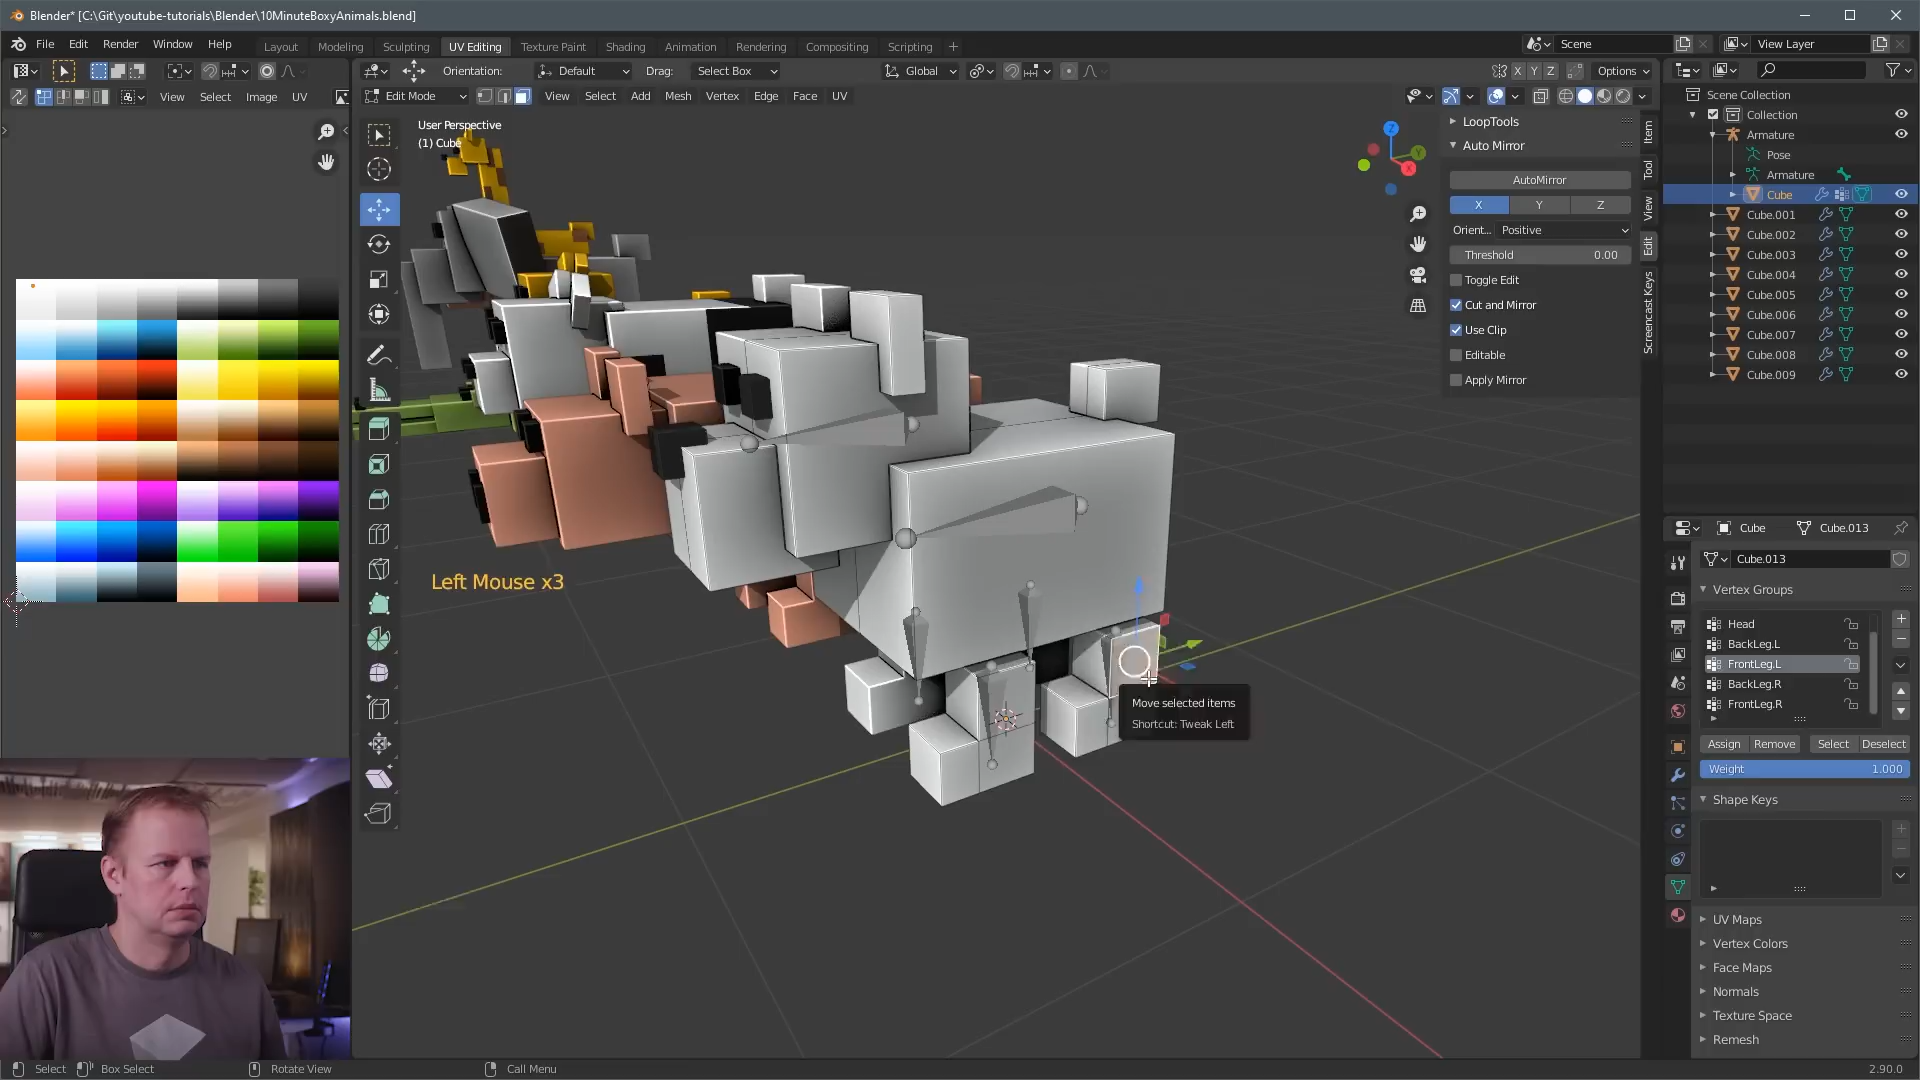 Blender* [C:\Git\youtube-tutorials\Blender\10MinuteBoxyAnimals.blend]
File Edit Render Window Help
Layout Modeling Sculpting UV Editing Texture Paint Shading Animation Rendering Compositing Scripting +
Scene
View Layer
Orientation: Default Drag: Select Box
Global
X Y Z Options
View Select Image UV
Edit Mode
View Select Add Mesh Vertex Edge Face UV
User Perspective
(1) Cube
Left Mouse x3
Move selected items
Shortcut: Tweak Left
Z
Y
X
LoopTools
Auto Mirror
AutoMirror
X Y Z
Orient... Positive
Threshold 0.00
Toggle Edit
Cut and Mirror
Use Clip
Editable
Apply Mirror
Item
Tool
View
Edit
Screencast Keys
Scene Collection
Collection
Armature
Pose
Armature
Cube
Cube.001
Cube.002
Cube.003
Cube.004
Cube.005
Cube.006
Cube.007
Cube.008
Cube.009
Cube Cube.013
Cube.013
Vertex Groups
Head
BackLeg.L
FrontLeg.L
BackLeg.R
FrontLeg.R
Assign Remove Select Deselect
Weight 1.000
Shape Keys
UV Maps
Vertex Colors
Face Maps
Normals
Texture Space
Remesh
Select Box Select Rotate View Call Menu
2.90.0